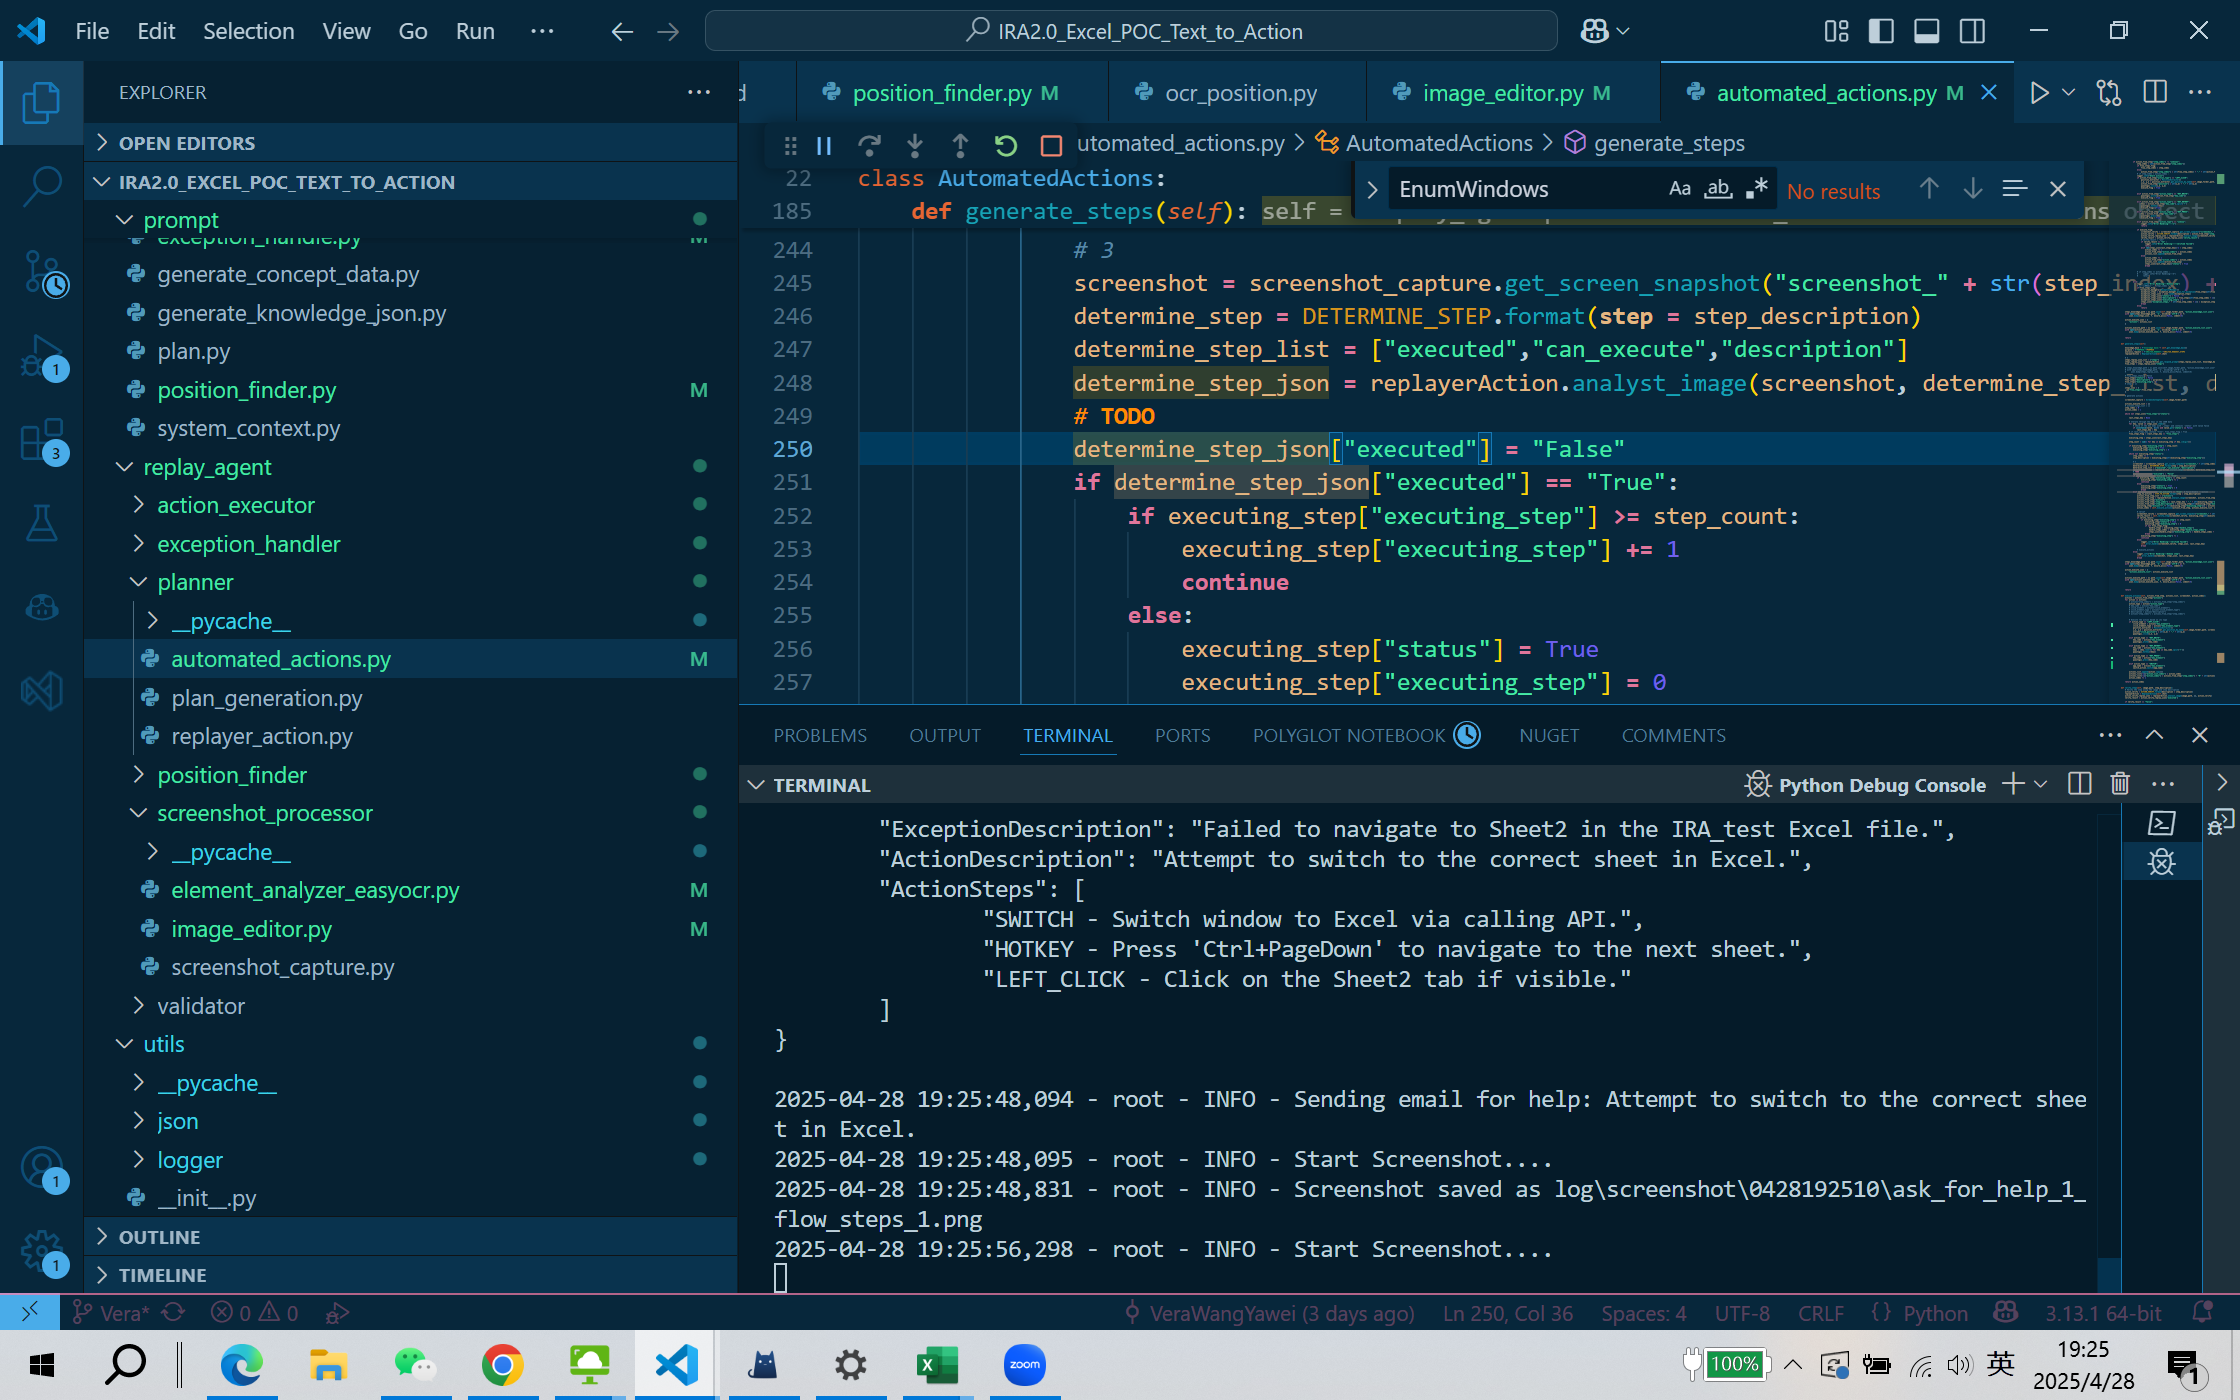 File Edit Selection View Go Run ··· IRA2.0_Excel_POC_Text_to_Action
EXPLORER
OPEN EDITORS
IRA2.0_EXCEL_POC_TEXT_TO_ACTION
prompt
exception_handle.py M
generate_concept_data.py
generate_knowledge_json.py
plan.py
position_finder.py M
system_context.py
replay_agent
action_executor
exception_handler
planner
__pycache__
automated_actions.py M
plan_generation.py
replayer_action.py
position_finder
screenshot_processor
__pycache__
element_analyzer_easyocr.py M
image_editor.py M
screenshot_capture.py
validator
utils
__pycache__
json
logger
__init__.py
OUTLINE
TIMELINE
1
3
1
1
d position_finder.py M ocr_position.py image_editor.py M automated_actions.py M
utomated_actions.py > AutomatedActions > generate_steps
EnumWindows Aa ab .* No results
22 class AutomatedActions:
185 def generate_steps(self): self =
ns object
244 # 3
245 screenshot = screenshot_capture.get_screen_snapshot("screenshot_" + str(step_index) +
246 determine_step = DETERMINE_STEP.format(step = step_description)
247 determine_step_list = ["executed","can_execute","description"]
248 determine_step_json = replayerAction.analyst_image(screenshot, determine_step_list, d
249 # TODO
250 determine_step_json["executed"] = "False"
251 if determine_step_json["executed"] == "True":
252 if executing_step["executing_step"] >= step_count:
253 executing_step["executing_step"] += 1
254 continue
255 else:
256 executing_step["status"] = True
257 executing_step["executing_step"] = 0
PROBLEMS OUTPUT TERMINAL PORTS POLYGLOT NOTEBOOK NUGET COMMENTS
TERMINAL Python Debug Console
"ExceptionDescription": "Failed to navigate to Sheet2 in the IRA_test Excel file.",
"ActionDescription": "Attempt to switch to the correct sheet in Excel.",
"ActionSteps": [
"SWITCH - Switch window to Excel via calling API.",
"HOTKEY - Press 'Ctrl+PageDown' to navigate to the next sheet.",
"LEFT_CLICK - Click on the Sheet2 tab if visible."
]
}
2025-04-28 19:25:48,094 - root - INFO - Sending email for help: Attempt to switch to the correct shee
t in Excel.
2025-04-28 19:25:48,095 - root - INFO - Start Screenshot....
2025-04-28 19:25:48,831 - root - INFO - Screenshot saved as log\screenshot\0428192510\ask_for_help_1_
flow_steps_1.png
2025-04-28 19:25:56,298 - root - INFO - Start Screenshot....
Vera* 0 0 VeraWangYawei (3 days ago) Ln 250, Col 36 Spaces: 4 UTF-8 CRLF {} Python 3.13.1 64-bit
zoom 100% 英 19:25
2025/4/28 1